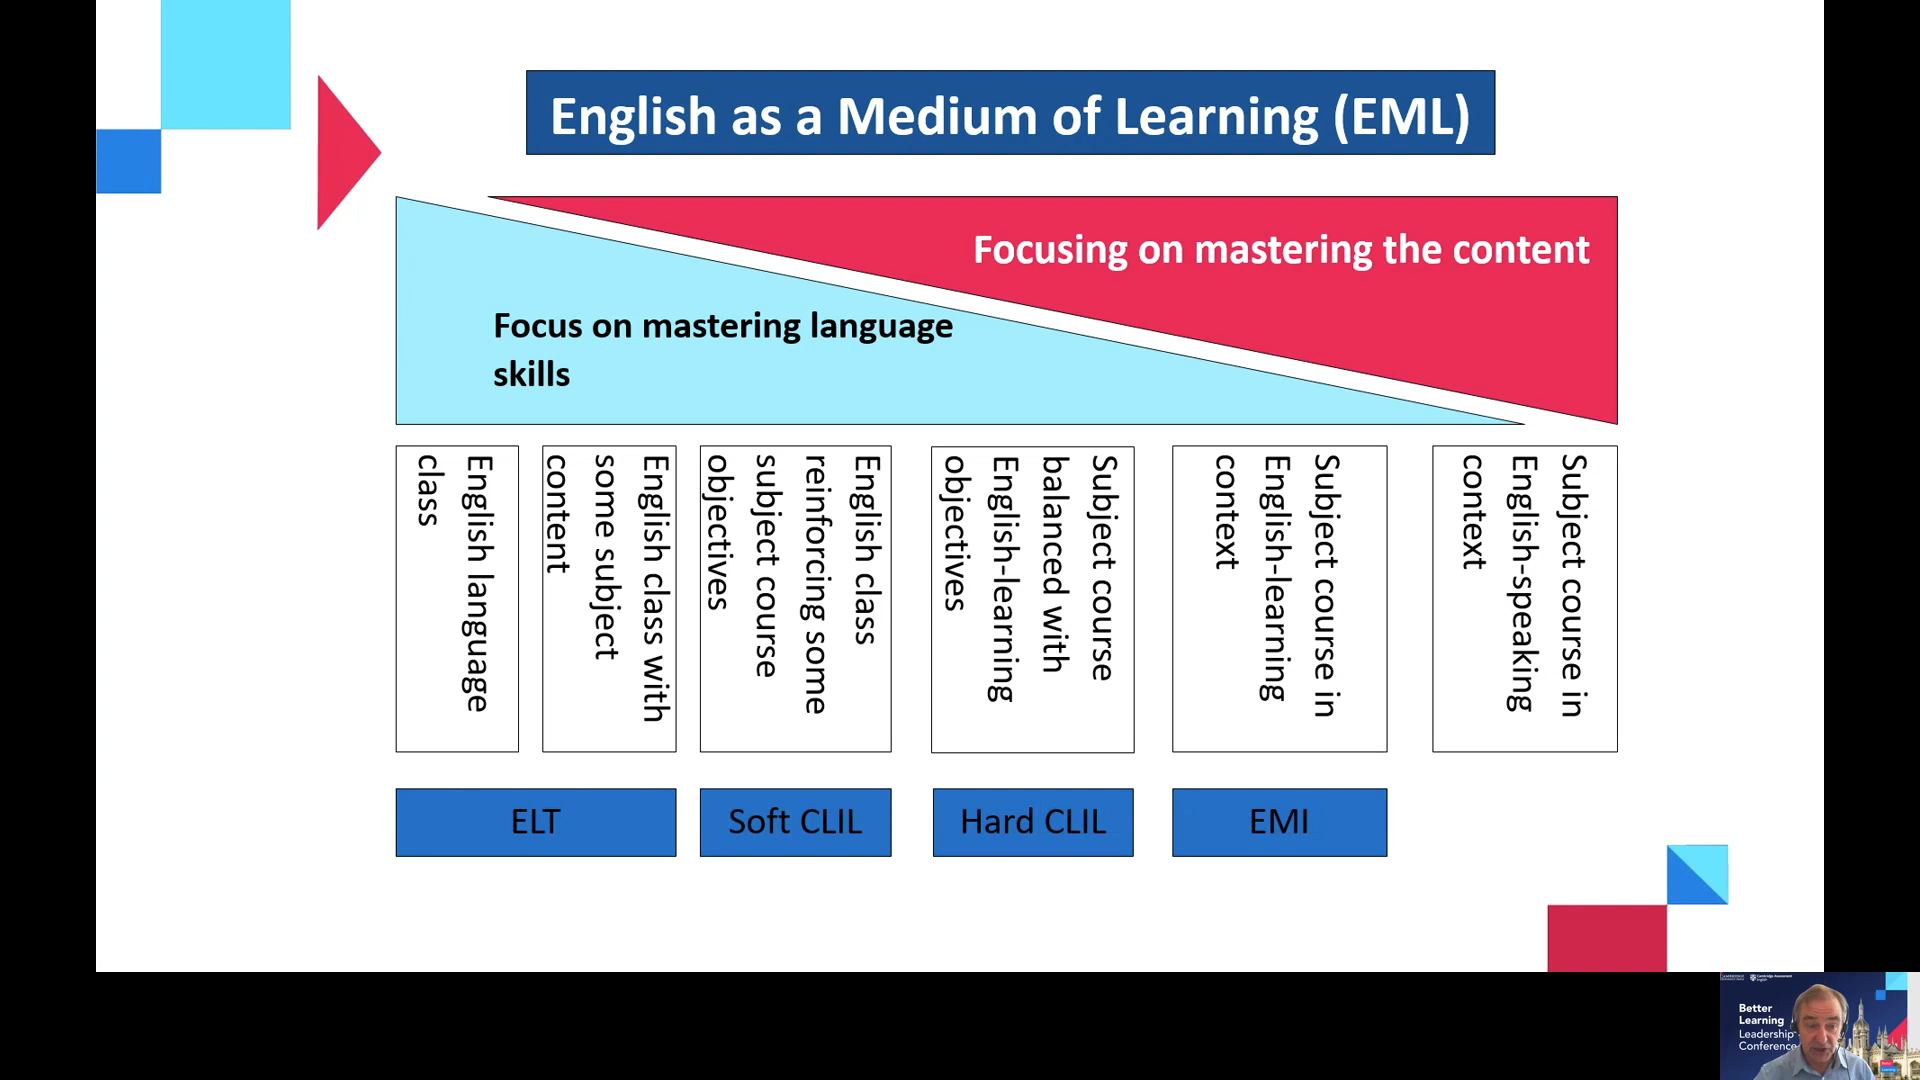 English as a Medium of Learning (EML)
Focusing on mastering the content
Focus on mastering language
skills
English language
class
English class with
some subject
content
English class
reinforcing some
subject course
objectives
Subject course
balanced with
English-learning
objectives
Subject course in
English-learning
context
Subject course in
English-speaking
context
ELT
Soft CLIL
Hard CLIL
EMI
Better
Learning
Leadership
Conference